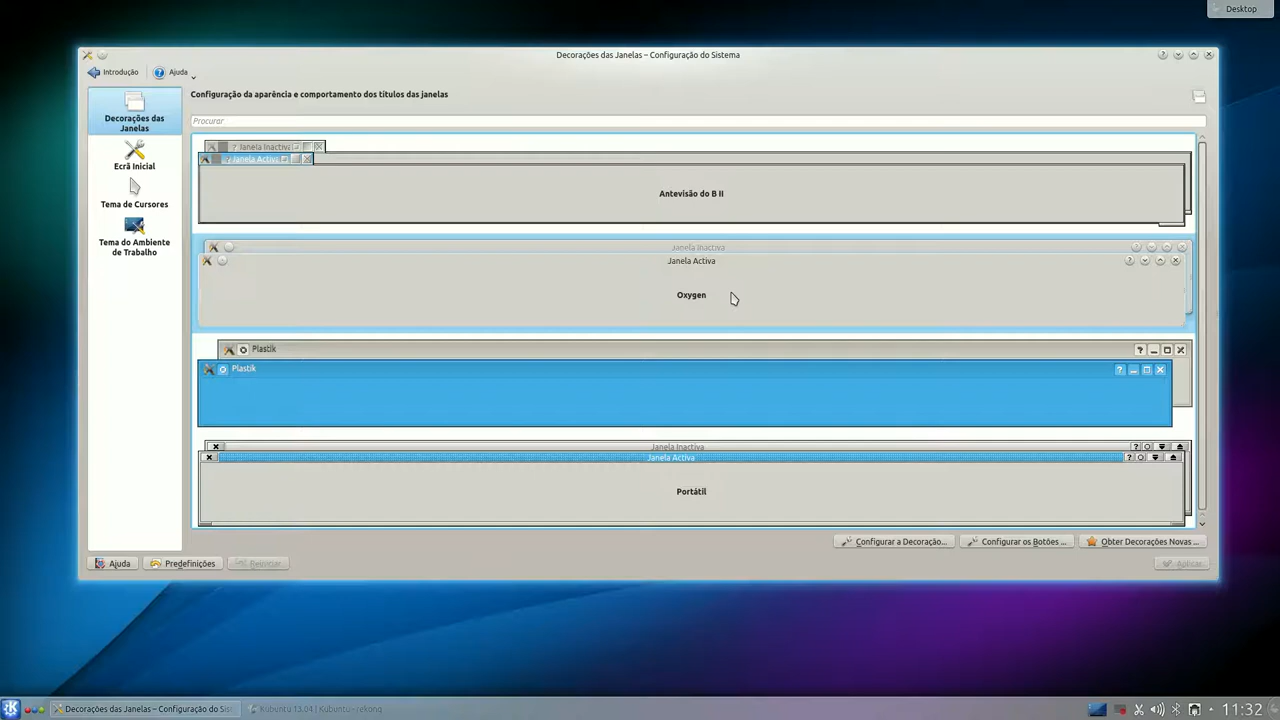 Desktop
Decorações das Janelas – Configuração do Sistema
Introdução
Ajuda
Configuração da aparência e comportamento dos títulos das janelas
Procurar
Decorações das
Janelas
Ecrã Inicial
Tema de Cursores
Tema do Ambiente
de Trabalho
Janela Inactiva
Janela Activa
Antevisão do B II
Janela Inactiva
Janela Activa
Oxygen
Plastik
Plastik
Janela Inactiva
Janela Activa
Portátil
Configurar a Decoração...
Configurar os Botões ...
Obter Decorações Novas ...
Ajuda
Predefinições
Reiniciar
Aplicar
Decorações das Janelas – Configuração do Sis
Kubuntu 13.04 | Kubuntu – rekonq
11:32